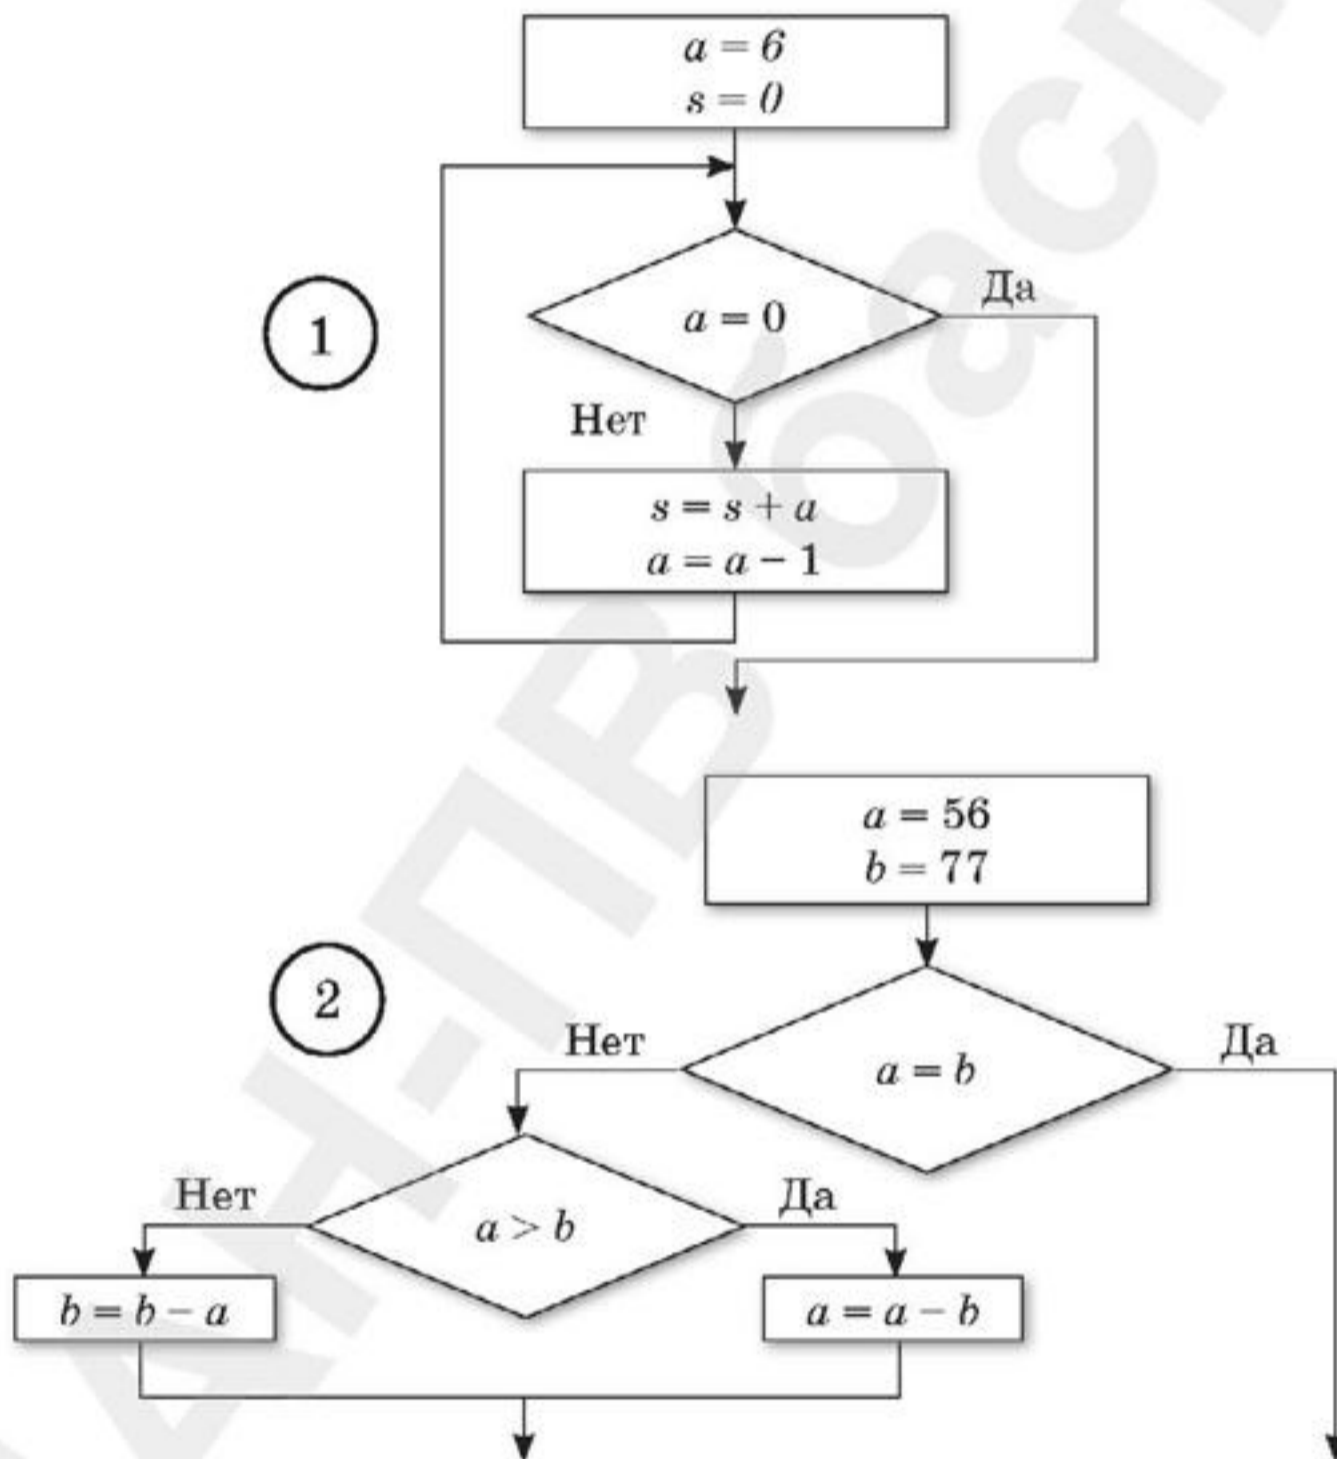 a = 6
s = 0
1
a = 0
Да
Нет
s = s + a
a = a − 1
a = 56
b = 77
2
Нет
a = b
Да
Нет
a > b
Да
b = b − a
a = a − b